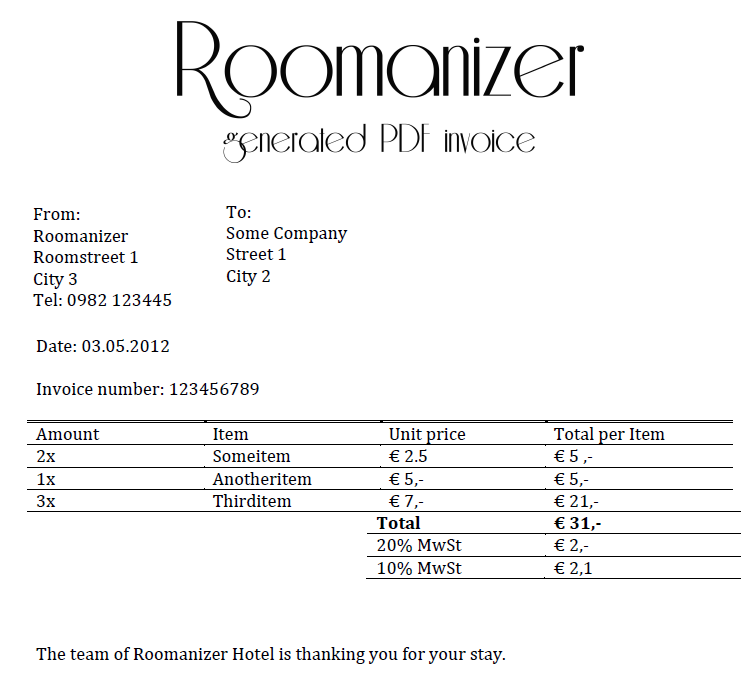 Roomanizer
generated PDF invoice
From:
Roomanizer
Roomstreet 1
City 3
Tel: 0982 123445
To:
Some Company
Street 1
City 2
Date: 03.05.2012
Invoice number: 123456789
Amount Item Unit price Total per Item
2x Someitem € 2.5 € 5 ,-
1x Anotheritem € 5,- € 5,-
3x Thirditem € 7,- € 21,-
Total € 31,-
20% MwSt € 2,-
10% MwSt € 2,1
The team of Roomanizer Hotel is thanking you for your stay.